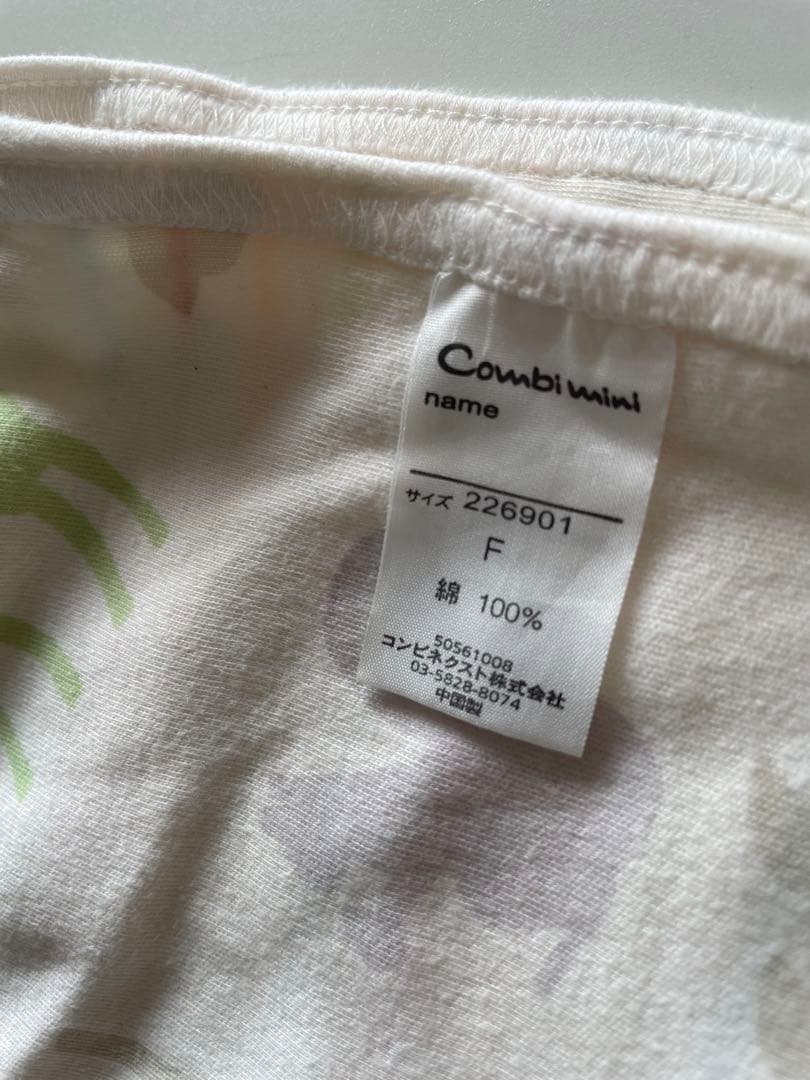 Combi mini
name
サイズ 226901
F
綿 100%
50561008
コンビネクスト株式会社
03-5828-8074
中国製